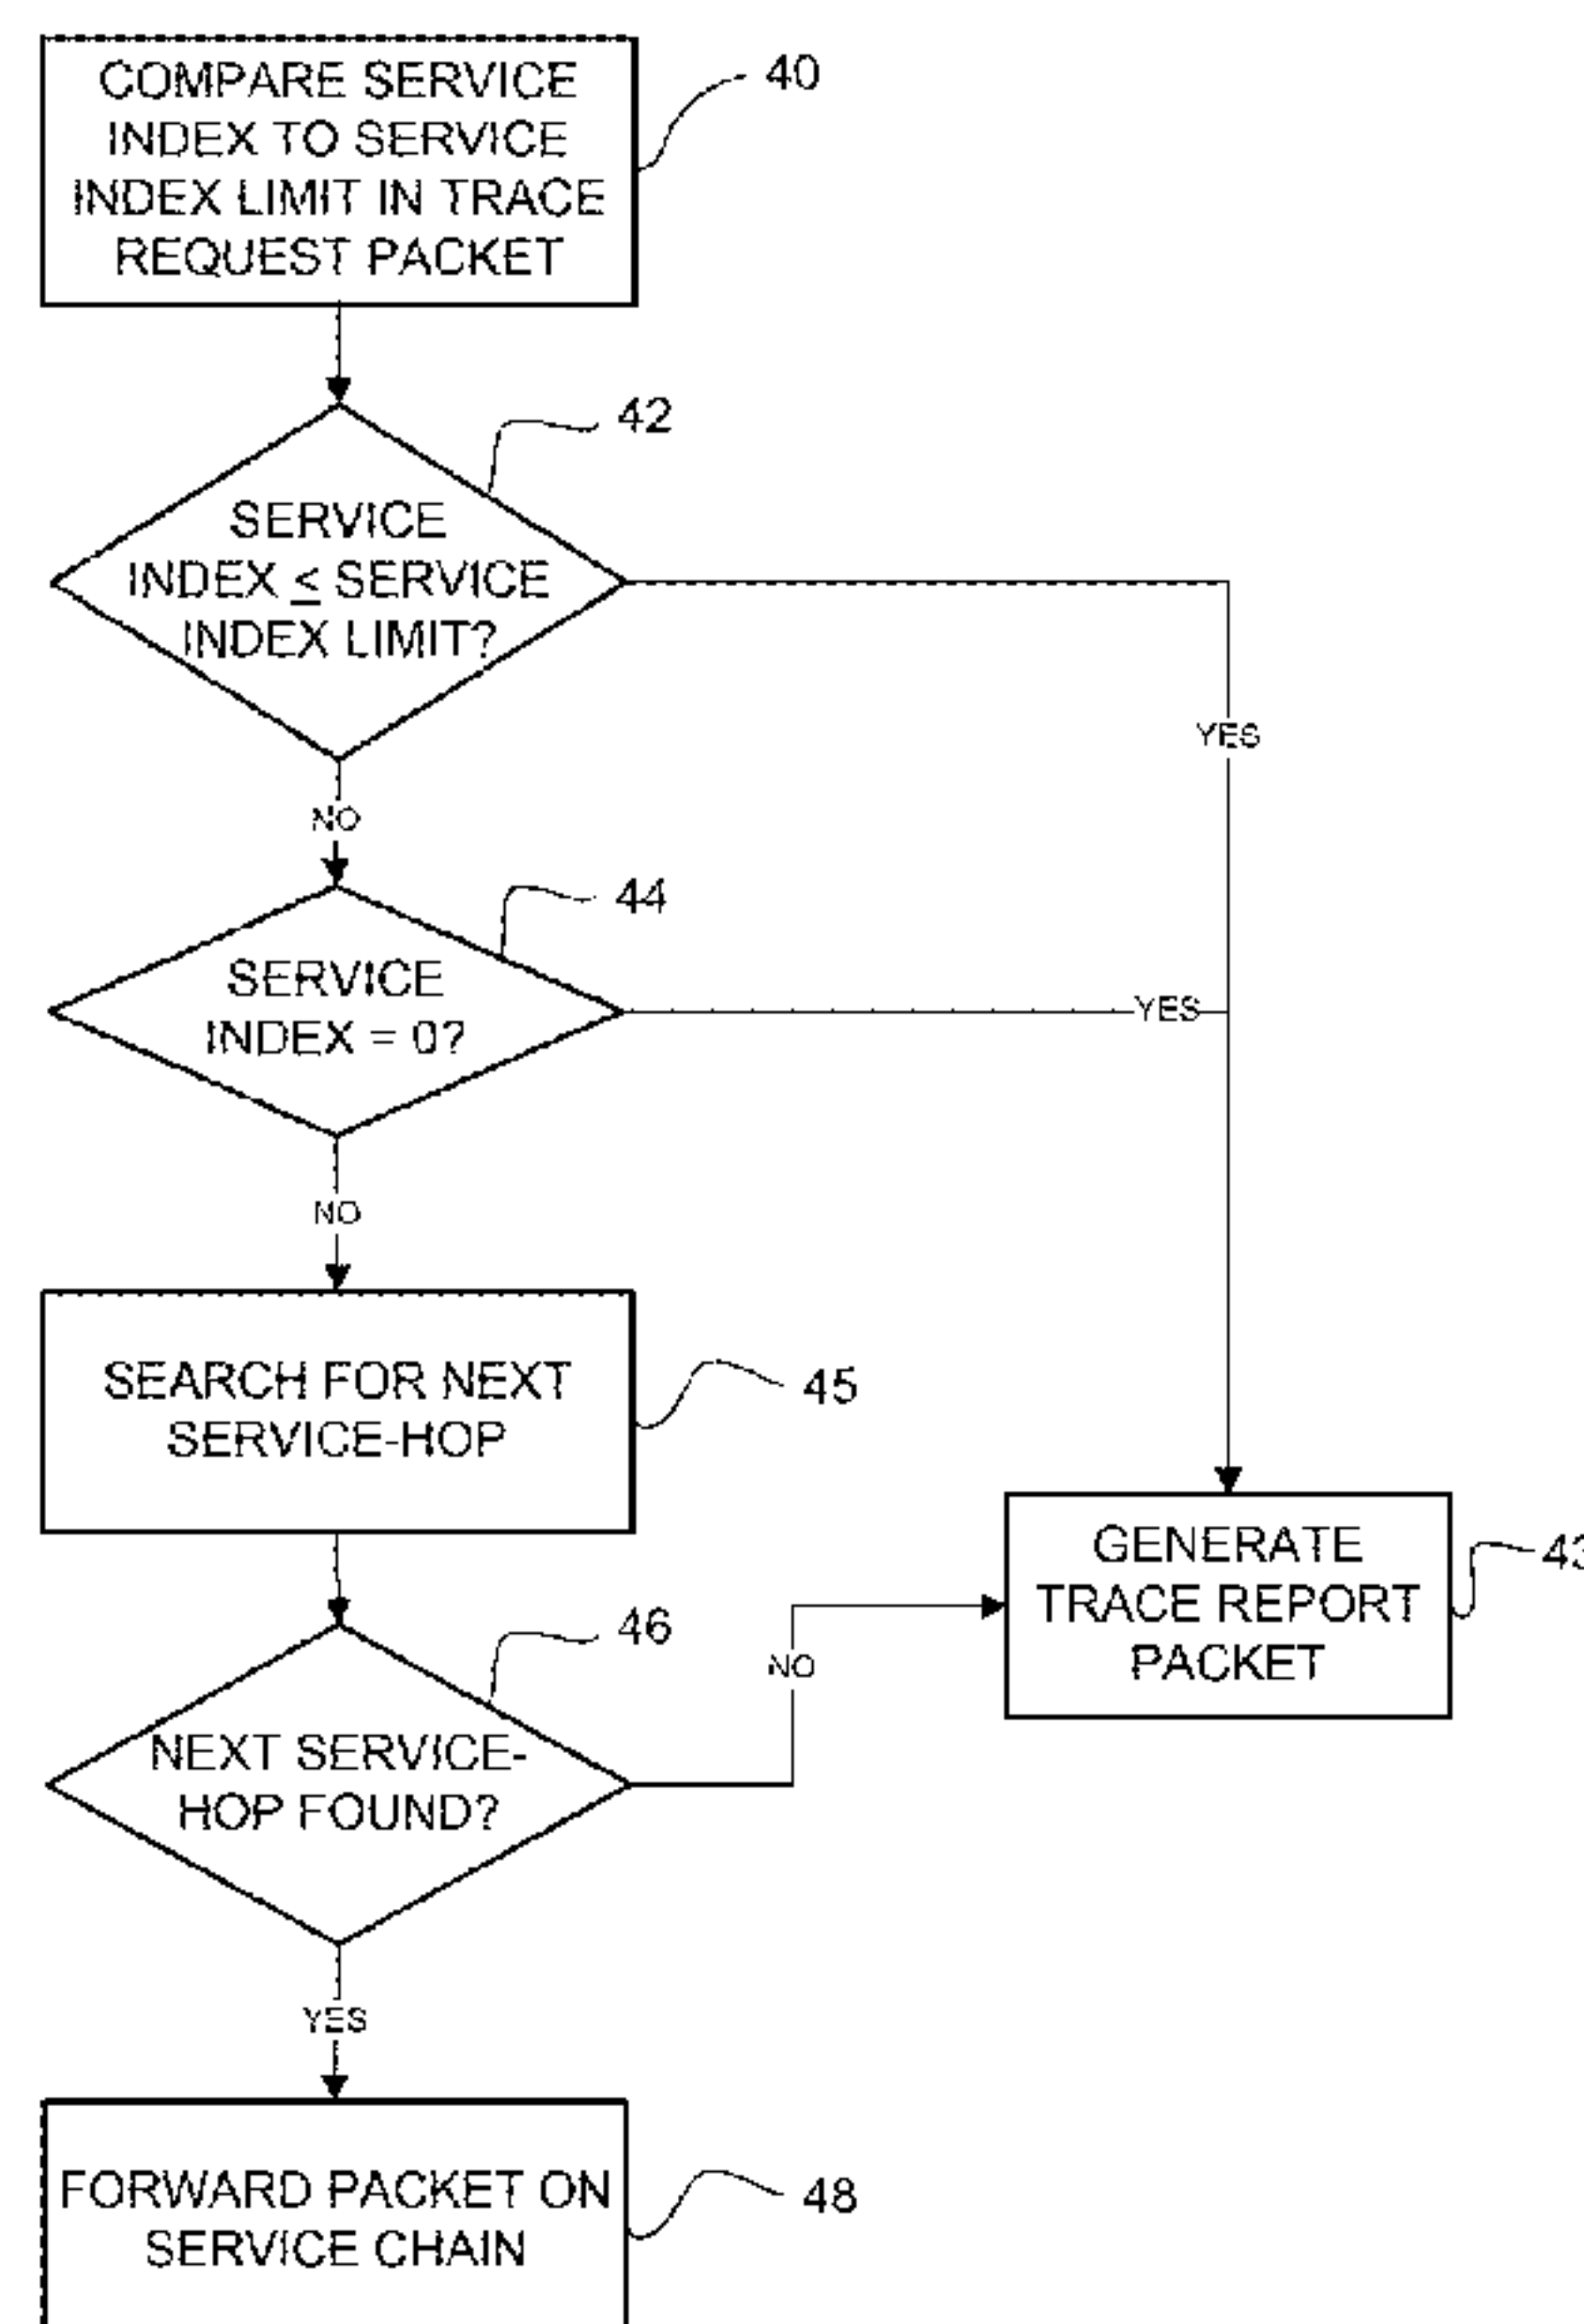 COMPARE SERVICE
INDEX TO SERVICE
INDEX LIMIT IN TRACE
REQUEST PACKET
40
42
SERVICE
INDEX ≤ SERVICE
INDEX LIMIT?
YES
NO
44
SERVICE
INDEX = 0?
YES
NO
SEARCH FOR NEXT
SERVICE-HOP
45
GENERATE
TRACE REPORT
PACKET
43
46
NO
NEXT SERVICE-
HOP FOUND?
YES
FORWARD PACKET ON
SERVICE CHAIN
48